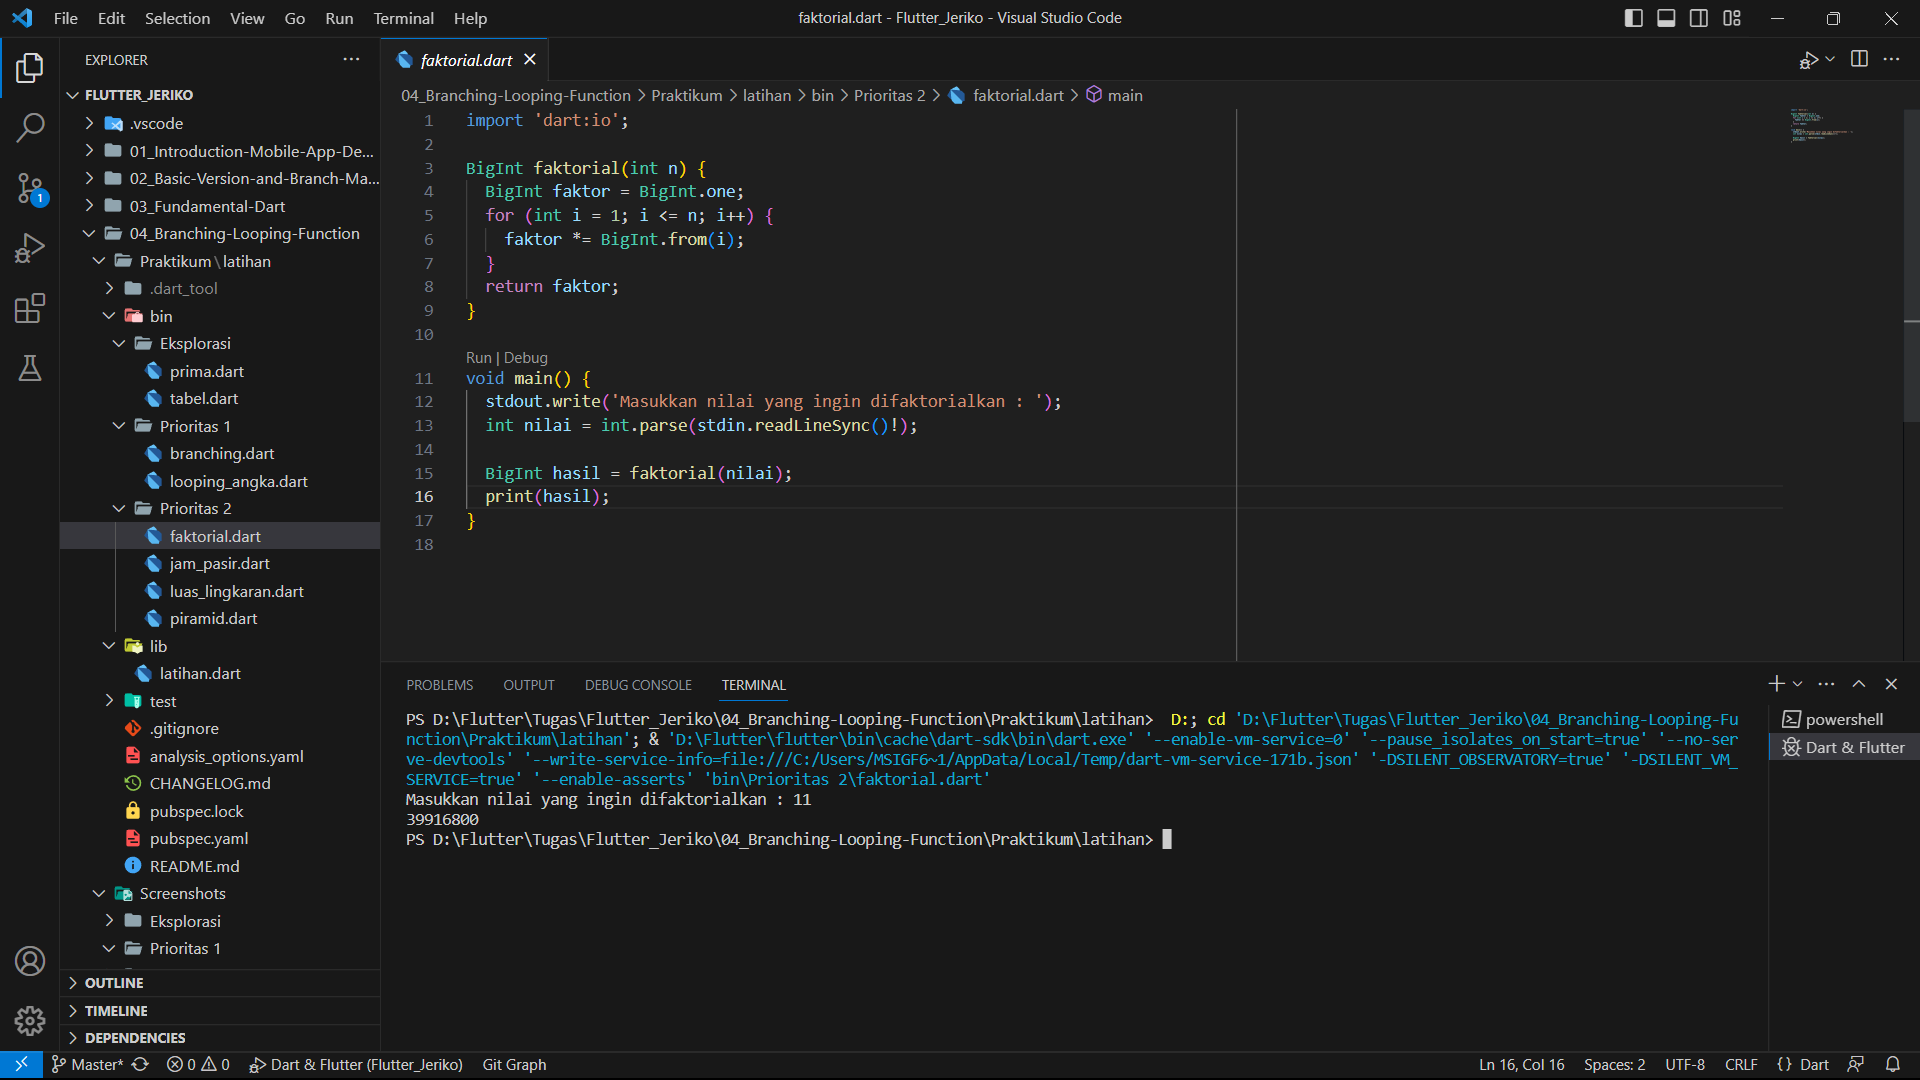 File Edit Selection View Go Run Terminal Help
faktorial.dart - Flutter_Jeriko - Visual Studio Code
EXPLORER
FLUTTER_JERIKO
.vscode
01_Introduction-Mobile-App-De...
02_Basic-Version-and-Branch-Ma...
03_Fundamental-Dart
04_Branching-Looping-Function
Praktikum\latihan
.dart_tool
bin
Eksplorasi
prima.dart
tabel.dart
Prioritas 1
branching.dart
looping_angka.dart
Prioritas 2
faktorial.dart
jam_pasir.dart
luas_lingkaran.dart
piramid.dart
lib
latihan.dart
test
.gitignore
analysis_options.yaml
CHANGELOG.md
pubspec.lock
pubspec.yaml
README.md
Screenshots
Eksplorasi
Prioritas 1
OUTLINE
TIMELINE
DEPENDENCIES
1
faktorial.dart
04_Branching-Looping-Function > Praktikum > latihan > bin > Prioritas 2 > faktorial.dart > main
1 import 'dart:io';
2
3 BigInt faktorial(int n) {
4 BigInt faktor = BigInt.one;
5 for (int i = 1; i <= n; i++) {
6 faktor *= BigInt.from(i);
7 }
8 return faktor;
9 }
10
Run | Debug
11 void main() {
12 stdout.write('Masukkan nilai yang ingin difaktorialkan : ');
13 int nilai = int.parse(stdin.readLineSync()!);
14
15 BigInt hasil = faktorial(nilai);
16 print(hasil);
17 }
18
PROBLEMS OUTPUT DEBUG CONSOLE TERMINAL
PS D:\Flutter\Tugas\Flutter_Jeriko\04_Branching-Looping-Function\Praktikum\latihan>  D:; cd 'D:\Flutter\Tugas\Flutter_Jeriko\04_Branching-Looping-Fu
nction\Praktikum\latihan'; & 'D:\Flutter\flutter\bin\cache\dart-sdk\bin\dart.exe' '--enable-vm-service=0' '--pause_isolates_on_start=true' '--no-ser
ve-devtools' '--write-service-info=file:///C:/Users/MSIGF6~1/AppData/Local/Temp/dart-vm-service-171b.json' '-DSILENT_OBSERVATORY=true' '-DSILENT_VM_
SERVICE=true' '--enable-asserts' 'bin\Prioritas 2\faktorial.dart'
Masukkan nilai yang ingin difaktorialkan : 11
39916800
PS D:\Flutter\Tugas\Flutter_Jeriko\04_Branching-Looping-Function\Praktikum\latihan>
powershell
Dart & Flutter
Master* 0 0 Dart & Flutter (Flutter_Jeriko) Git Graph
Ln 16, Col 16 Spaces: 2 UTF-8 CRLF {} Dart